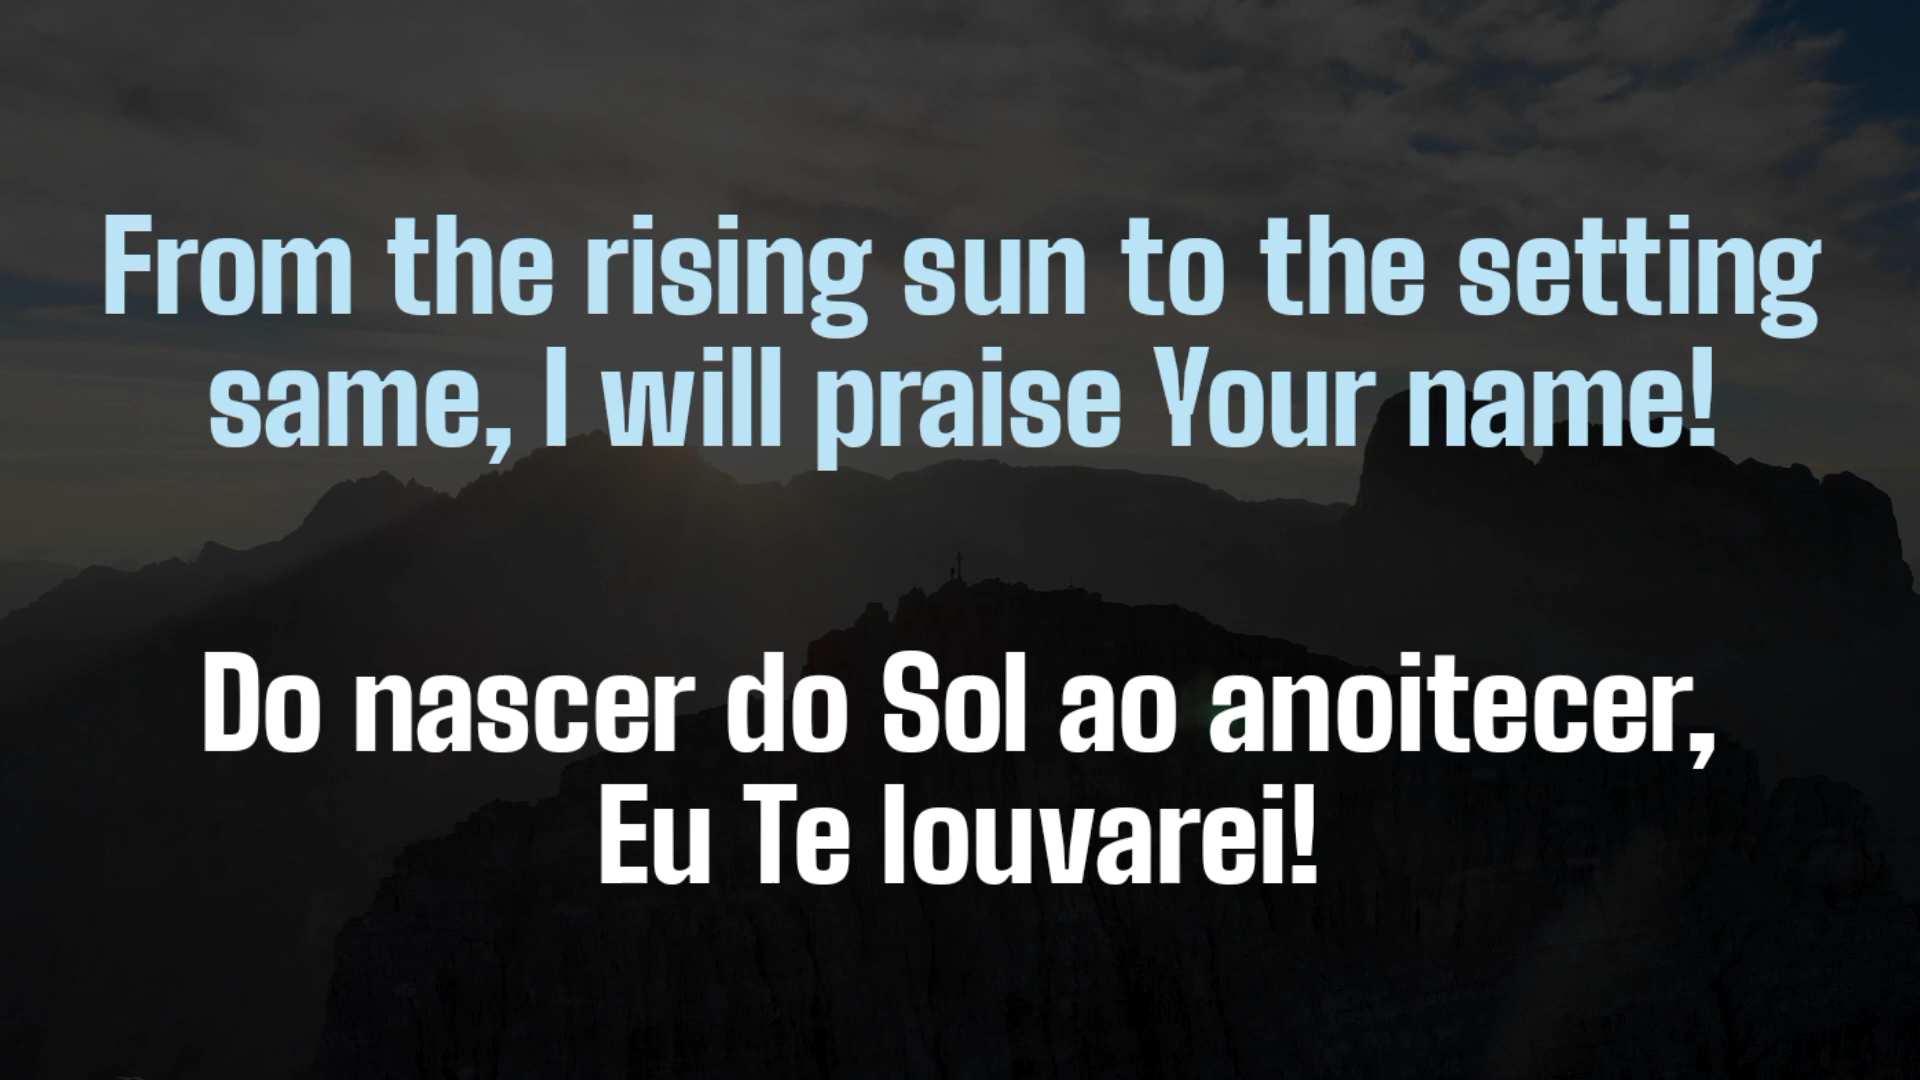 From the rising sun to the setting
same, I will praise Your name!
Do nascer do Sol ao anoitecer,
Eu Te louvarei!